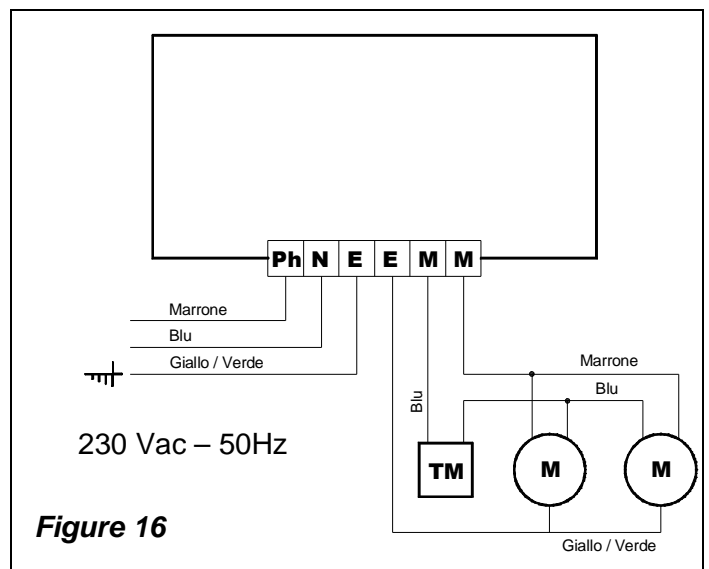 Ph N E E M M
Marrone
Blu
Giallo / Verde
Marrone
Blu
Blu
230 Vac – 50Hz
TM M M
Figure 16
Giallo / Verde